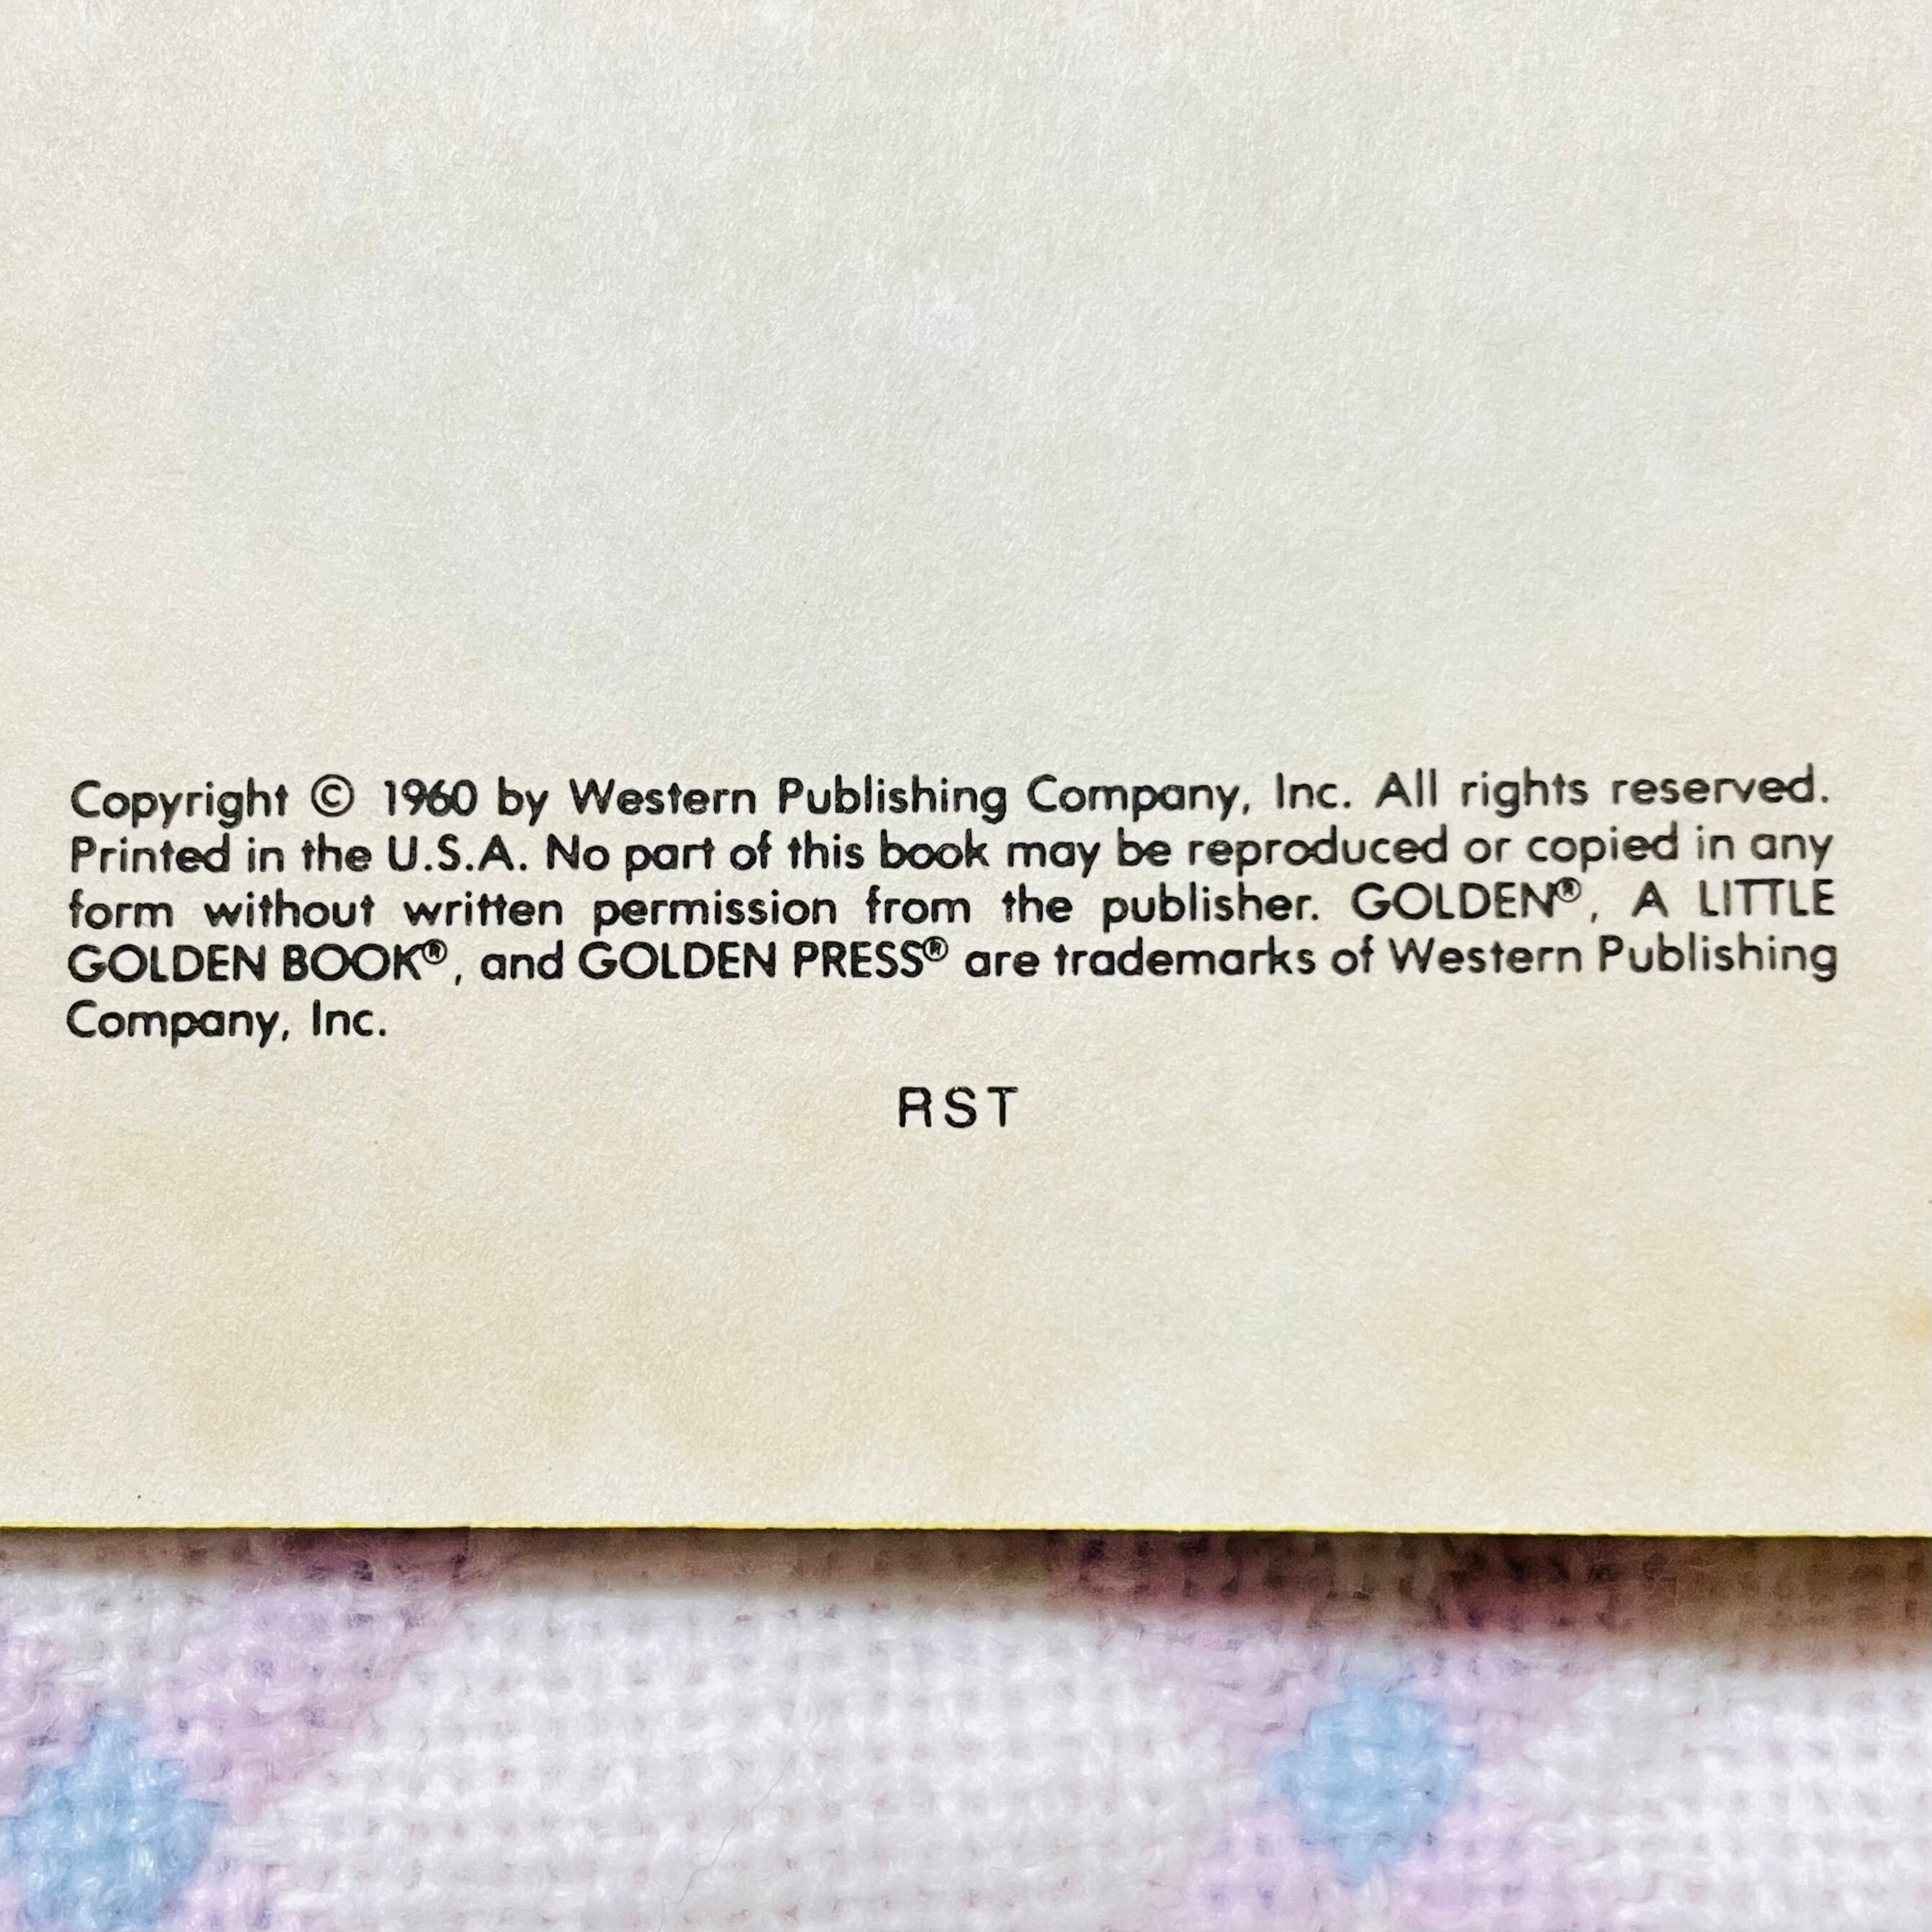 Copyright © 1960 by Western Publishing Company, Inc. All rights reserved.
Printed in the U.S.A. No part of this book may be reproduced or copied in any
form without written permission from the publisher. GOLDEN®, A LITTLE
GOLDEN BOOK®, and GOLDEN PRESS® are trademarks of Western Publishing
Company, Inc.
RST